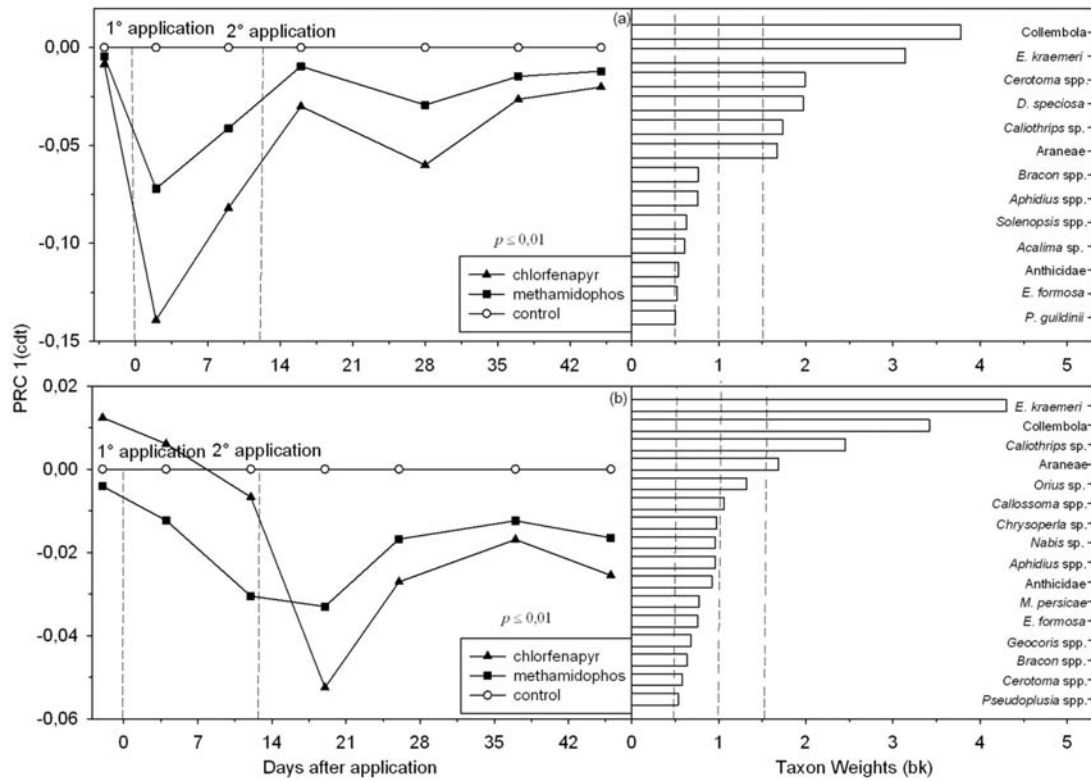 (a)
1° application
2° application
0,00
-0,05
-0,10
-0,15
p ≤ 0,01
chlorfenapyr
methamidophos
control
0 7 14 21 28 35 42
Collembola
E. kraemeri
Cerotoma spp.
D. speciosa
Caliothrips sp.
Araneae
Bracon spp.
Aphidius spp.
Solenopsis spp.
Acalima sp.
Anthicidae
E. formosa
P. guildinii
0 1 2 3 4 5
PRC 1(cdt)
(b)
1° application
2° application
0,02
0,00
-0,02
-0,04
-0,06
p ≤ 0,01
chlorfenapyr
methamidophos
control
0 7 14 21 28 35 42
Days after application
E. kraemeri
Collembola
Caliothrips sp.
Araneae
Orius sp.
Callossoma spp.
Chrysoperla sp.
Nabis sp.
Aphidius spp.
Anthicidae
M. persicae
E. formosa
Geocoris spp.
Bracon spp.
Cerotoma spp.
Pseudoplusia spp.
0 1 2 3 4 5
Taxon Weights (bk)